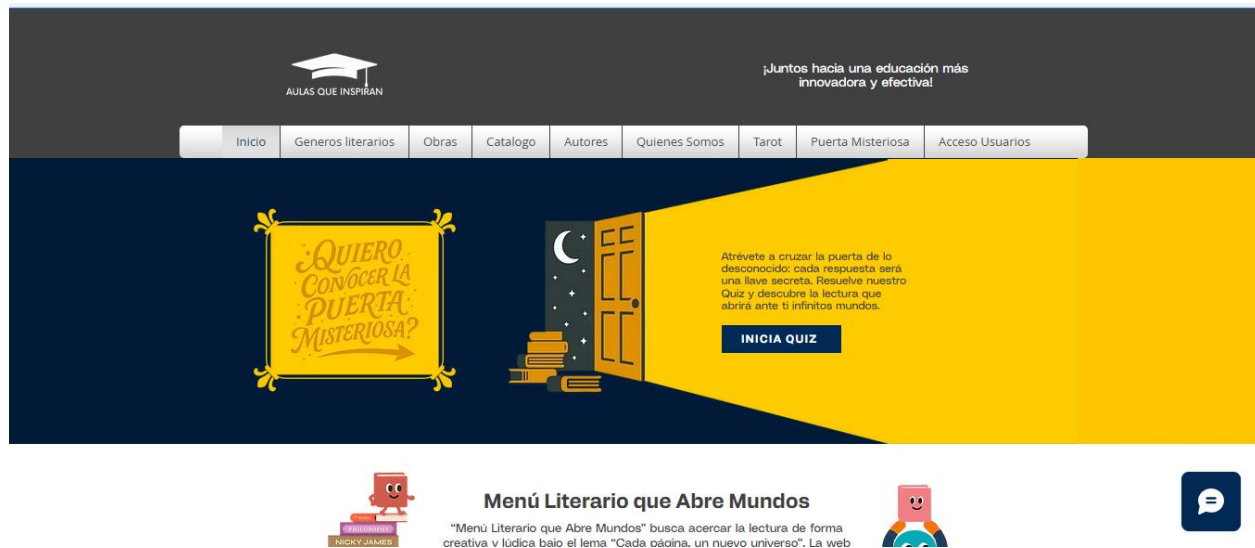 AULAS QUE INSPIRAN
¡Juntos hacia una educación más
innovadora y efectiva!
Inicio
Generos literarios
Obras
Catalogo
Autores
Quienes Somos
Tarot
Puerta Misteriosa
Acceso Usuarios
¿QUIERO
CONOCER LA
PUERTA
MISTERIOSA?
Atrévete a cruzar la puerta de lo
desconocido: cada respuesta será
una llave secreta. Resuelve nuestro
Quiz y descubre la lectura que
abrirá ante ti infinitos mundos.
INICIA QUIZ
Menú Literario que Abre Mundos
“Menú Literario que Abre Mundos” busca acercar la lectura de forma
creativa y lúdica bajo el lema “Cada página, un nuevo universo”. La web
PHILOSOPHY
NICKY JAMES